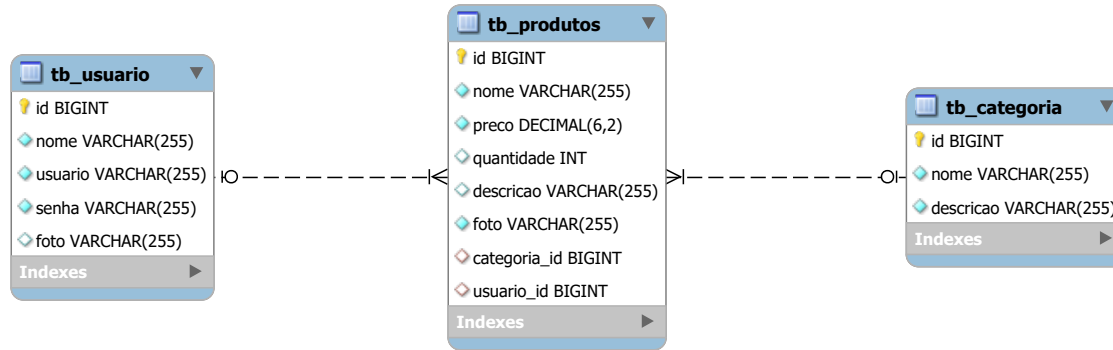 tb_usuario
id BIGINT
nome VARCHAR(255)
usuario VARCHAR(255)
senha VARCHAR(255)
foto VARCHAR(255)
Indexes
tb_produtos
id BIGINT
nome VARCHAR(255)
preco DECIMAL(6,2)
quantidade INT
descricao VARCHAR(255)
foto VARCHAR(255)
categoria_id BIGINT
usuario_id BIGINT
Indexes
tb_categoria
id BIGINT
nome VARCHAR(255)
descricao VARCHAR(255)
Indexes